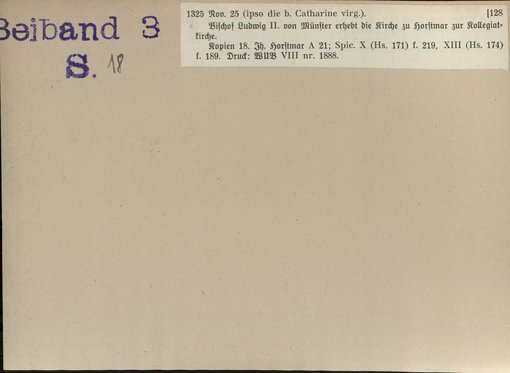 Beiband 3
S. 18
1325 Nov. 25 (ipso die b. Catharine virg.). [128
Bischof Ludwig II. von Münster erhebt die Kirche zu Horstmar zur Kollegiat-
kirche.
Kopien 18. Jh. Horstmar A 21; Spic. X (Hs. 171) f. 219, XIII (Hs. 174)
f. 189. Druck: WUB VIII nr. 1888.